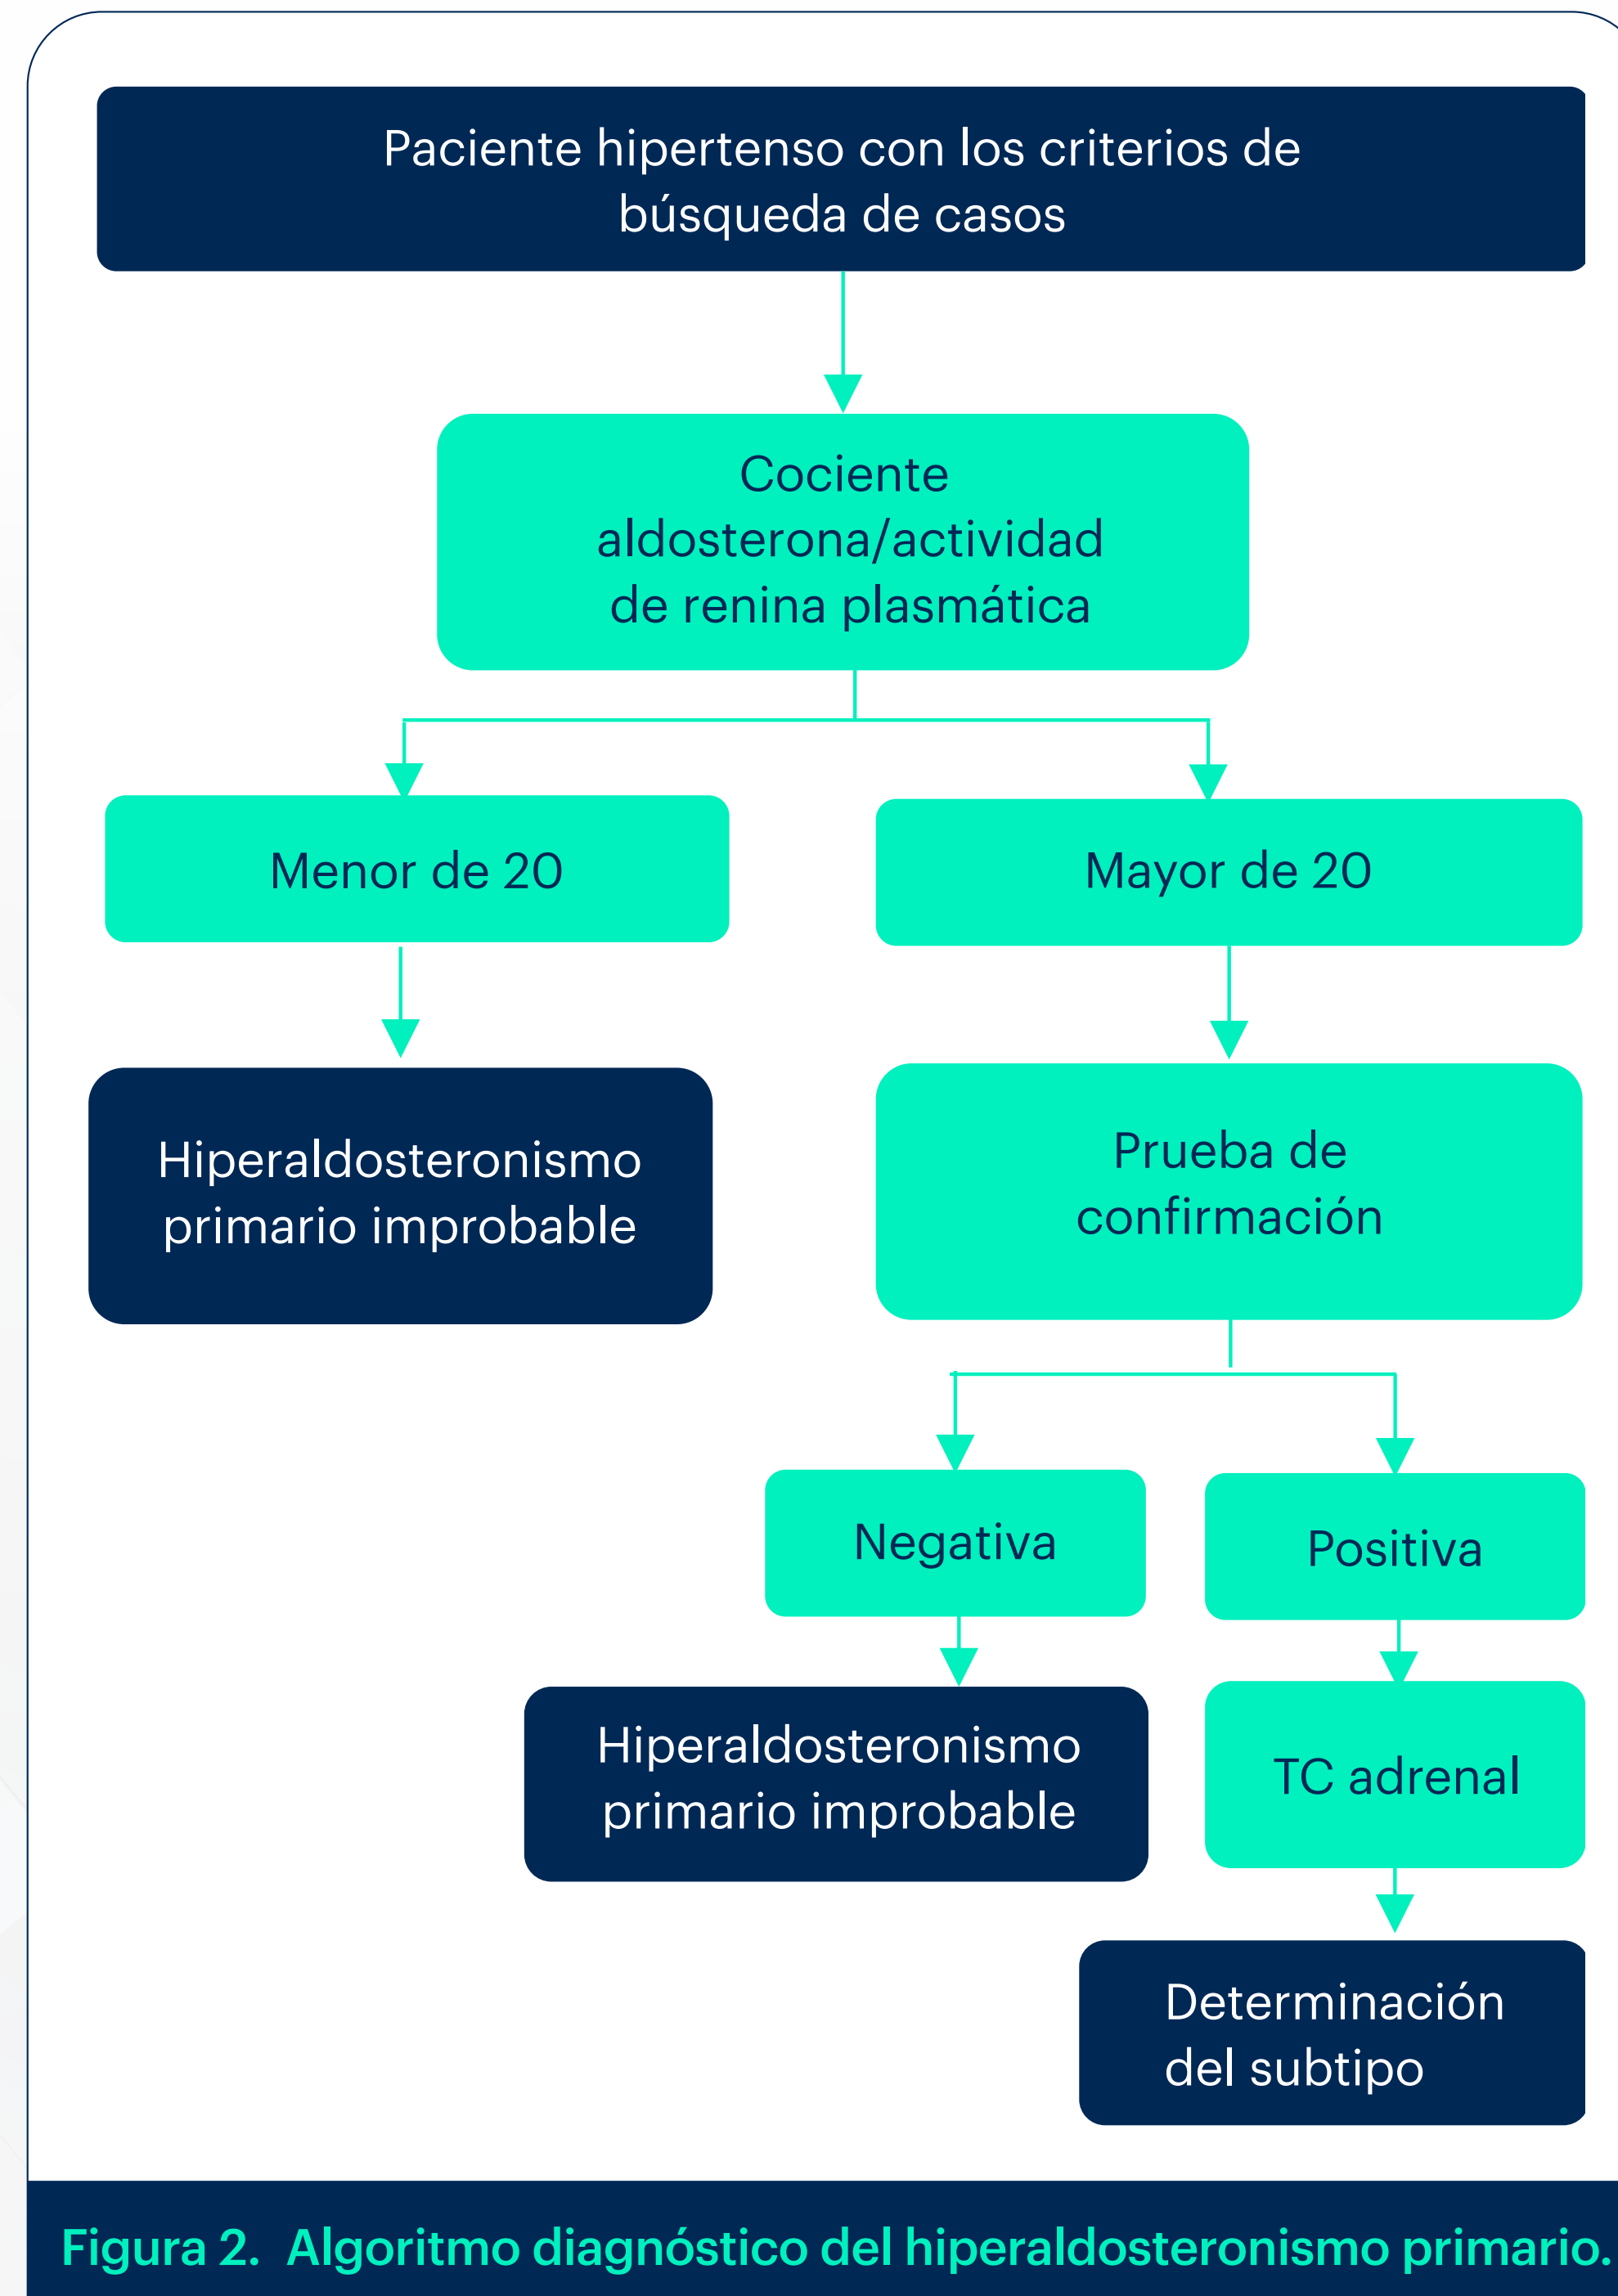 Paciente hipertenso con los criterios de
búsqueda de casos
Cociente
aldosterona/actividad
de renina plasmática
Menor de 20
Mayor de 20
Hiperaldosteronismo
primario improbable
Prueba de
confirmación
Negativa
Positiva
Hiperaldosteronismo
primario improbable
TC adrenal
Determinación
del subtipo
Figura 2. Algoritmo diagnóstico del hiperaldosteronismo primario.